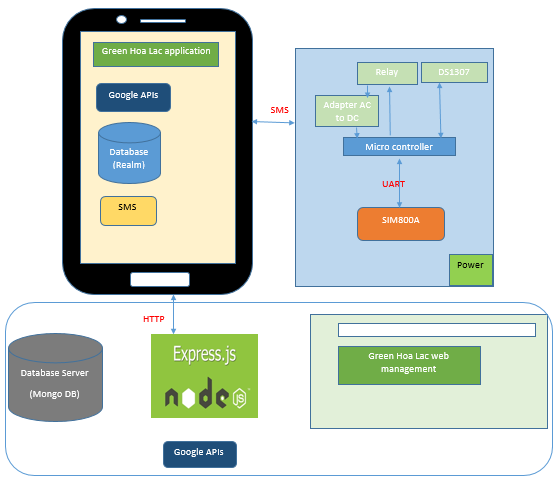 Green Hoa Lac application
Google APIs
Database
(Realm)
SMS
SMS
Relay
DS1307
Adapter AC
to DC
Micro controller
UART
SIM800A
Power
HTTP
Database Server
(Mongo DB)
Express.js
node
JS
Google APIs
Green Hoa Lac web
management